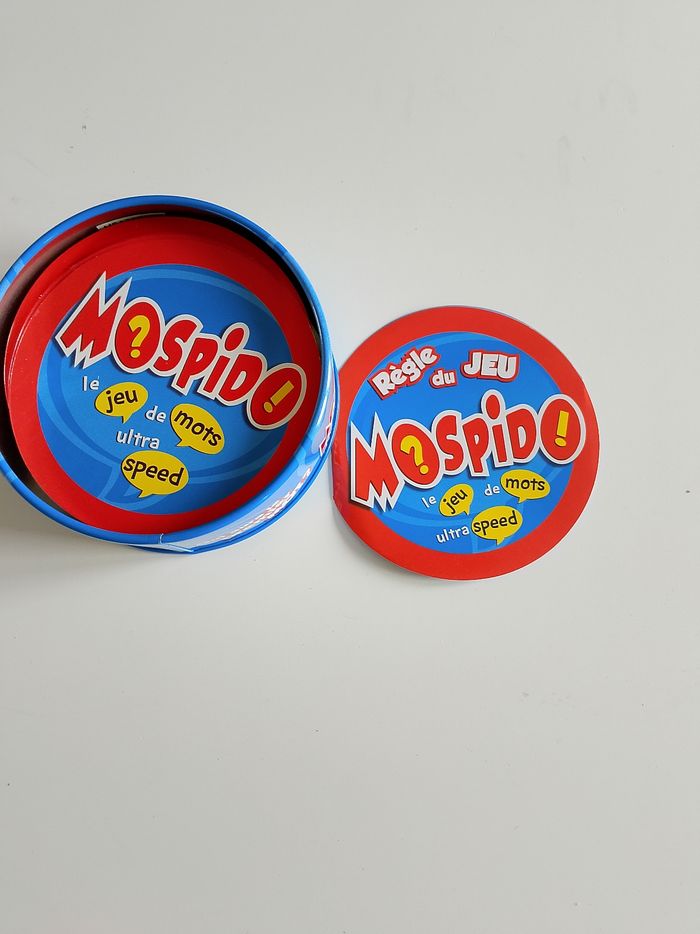 MOSPIDO
le jeu de mots
ultra
speed
Règle du JEU
MOSPIDO
le jeu de mots
ultra speed